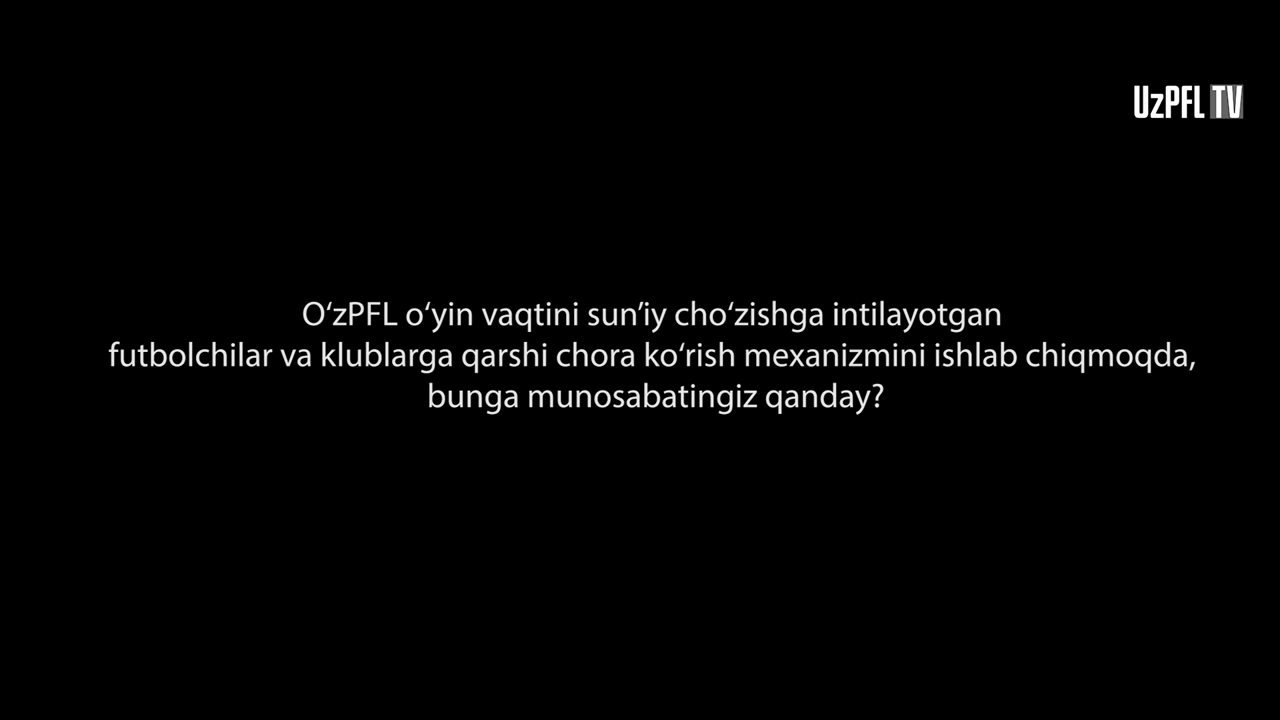 UzPFL TV
O‘zPFL o‘yin vaqtini sun’iy cho‘zishga intilayotgan
futbolchilar va klublarga qarshi chora ko‘rish mexanizmini ishlab chiqmoqda,
bunga munosabatingiz qanday?